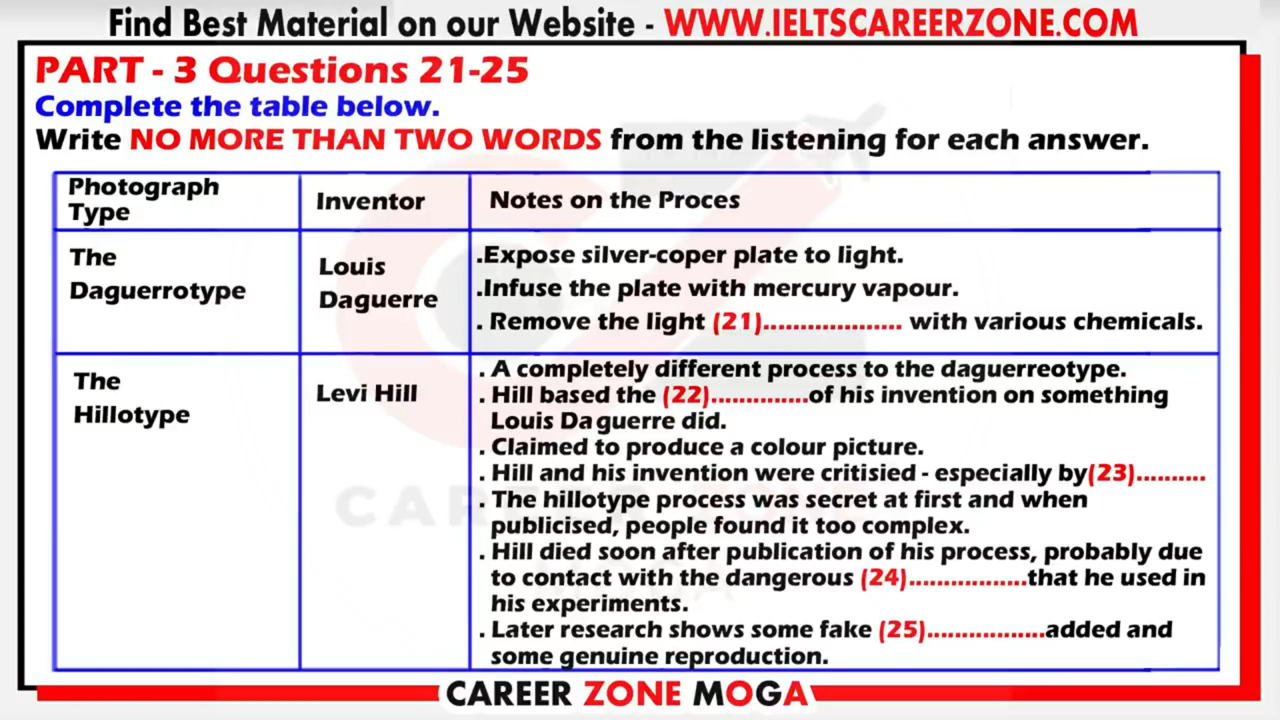 Find Best Material on our Website - WWW.IELTSCAREERZONE.COM
PART - 3 Questions 21-25
Complete the table below.
Write NO MORE THAN TWO WORDS from the listening for each answer.
Photograph
Type
Inventor
Notes on the Proces
The
Daguerrotype
Louis
Daguerre
.Expose silver-coper plate to light.
.Infuse the plate with mercury vapour.
. Remove the light (21)................... with various chemicals.
The
Hillotype
Levi Hill
. A completely different process to the daguerreotype.
. Hill based the (22)..............of his invention on something
Louis Daguerre did.
. Claimed to produce a colour picture.
. Hill and his invention were critisied - especially by(23)..........
. The hillotype process was secret at first and when
publicised, people found it too complex.
. Hill died soon after publication of his process, probably due
to contact with the dangerous (24).................that he used in
his experiments.
. Later research shows some fake (25).................added and
some genuine reproduction.
CAREER ZONE
MOGA
CAREER ZONE MOGA